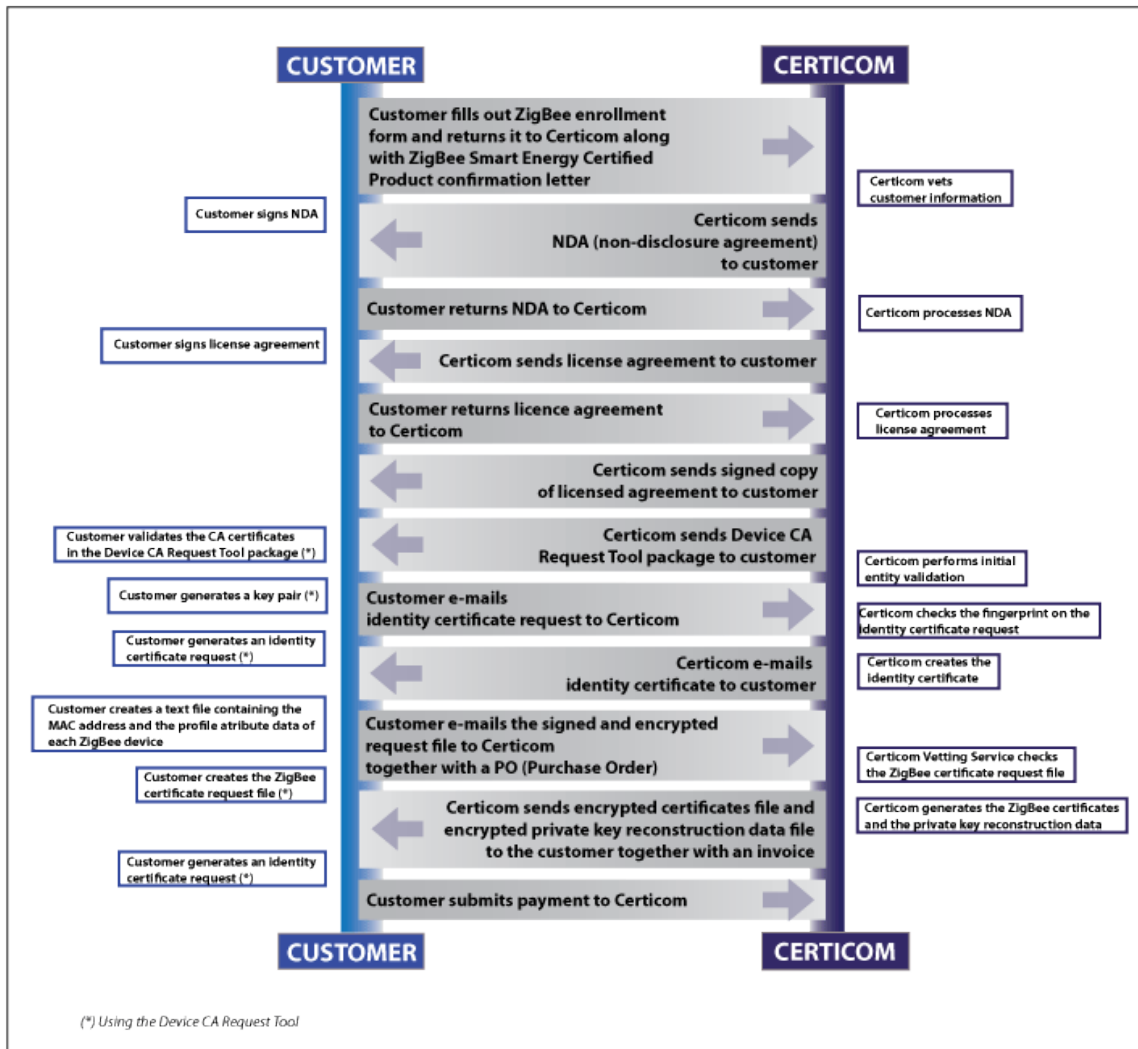 CUSTOMER
CERTICOM
Customer fills out ZigBee enrollment
form and returns it to Certicom along
with ZigBee Smart Energy Certified
Product confirmation letter
Certicom vets
customer information
Customer signs NDA
Certicom sends
NDA (non-disclosure agreement)
to customer
Customer returns NDA to Certicom
Certicom processes NDA
Customer signs license agreement
Certicom sends license agreement to customer
Customer returns licence agreement
to Certicom
Certicom processes
license agreement
Certicom sends signed copy
of licensed agreement to customer
Customer validates the CA certificates
in the Device CA Request Tool package (*)
Certicom sends Device CA
Request Tool package to customer
Certicom performs initial
entity validation
Customer generates a key pair (*)
Customer e-mails
identity certificate request to Certicom
Certicom checks the fingerprint on the
identity certificate request
Customer generates an identity
certificate request (*)
Certicom e-mails
identity certificate to customer
Certicom creates the
identity certificate
Customer creates a text file containing the
MAC address and the profile atribute data of
each ZigBee device
Customer e-mails the signed and encrypted
request file to Certicom
together with a PO (Purchase Order)
Certicom Vetting Service checks
the ZigBee certificate request file
Customer creates the ZigBee
certificate request file (*)
Certicom sends encrypted certificates file and
encrypted private key reconstruction data file
to the customer together with an invoice
Certicom generates the ZigBee certificates
and the private key reconstruction data
Customer generates an identity
certificate request (*)
Customer submits payment to Certicom
CUSTOMER
CERTICOM
(*) Using the Device CA Request Tool